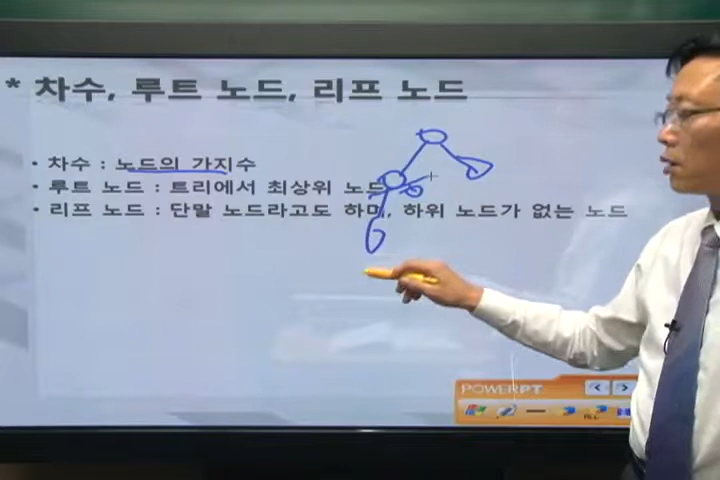 * 차수, 루트 노드, 리프 노드
• 차수 : 노드의 가지수
• 루트 노드 : 트리에서 최상위 노드
• 리프 노드 : 단말 노드라고도 하며, 하위 노드가 없는 노드
POWERPT